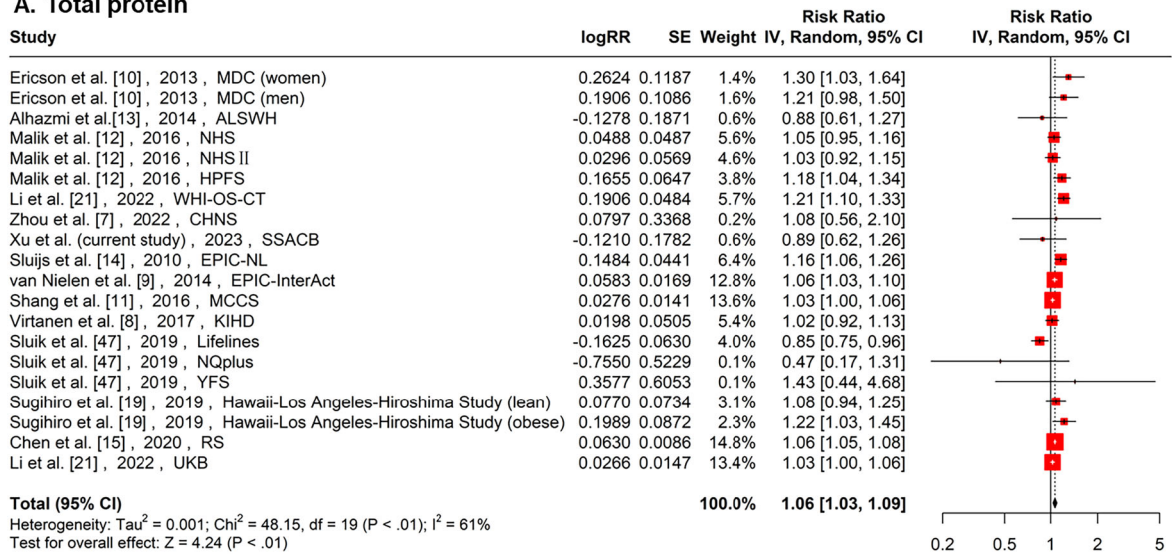 A. Total protein
Risk Ratio Risk Ratio
Study logRR SE Weight IV, Random, 95% CI IV, Random, 95% CI
Ericson et al. [10] , 2013 , MDC (women) 0.2624 0.1187 1.4% 1.30 [1.03, 1.64]
Ericson et al. [10] , 2013 , MDC (men) 0.1906 0.1086 1.6% 1.21 [0.98, 1.50]
Alhazmi et al.[13] , 2014 , ALSWH -0.1278 0.1871 0.6% 0.88 [0.61, 1.27]
Malik et al. [12] , 2016 , NHS 0.0488 0.0487 5.6% 1.05 [0.95, 1.16]
Malik et al. [12] , 2016 , NHSⅡ 0.0296 0.0569 4.6% 1.03 [0.92, 1.15]
Malik et al. [12] , 2016 , HPFS 0.1655 0.0647 3.8% 1.18 [1.04, 1.34]
Li et al. [21] , 2022 , WHI-OS-CT 0.1906 0.0484 5.7% 1.21 [1.10, 1.33]
Zhou et al. [7] , 2022 , CHNS 0.0797 0.3368 0.2% 1.08 [0.56, 2.10]
Xu et al. (current study) , 2023 , SSACB -0.1210 0.1782 0.6% 0.89 [0.62, 1.26]
Sluijs et al. [14] , 2010 , EPIC-NL 0.1484 0.0441 6.4% 1.16 [1.06, 1.26]
van Nielen et al. [9] , 2014 , EPIC-InterAct 0.0583 0.0169 12.8% 1.06 [1.03, 1.10]
Shang et al. [11] , 2016 , MCCS 0.0276 0.0141 13.6% 1.03 [1.00, 1.06]
Virtanen et al. [8] , 2017 , KIHD 0.0198 0.0505 5.4% 1.02 [0.92, 1.13]
Sluik et al. [47] , 2019 , Lifelines -0.1625 0.0630 4.0% 0.85 [0.75, 0.96]
Sluik et al. [47] , 2019 , NQplus -0.7550 0.5229 0.1% 0.47 [0.17, 1.31]
Sluik et al. [47] , 2019 , YFS 0.3577 0.6053 0.1% 1.43 [0.44, 4.68]
Sugihiro et al. [19] , 2019 , Hawaii-Los Angeles-Hiroshima Study (lean) 0.0770 0.0734 3.1% 1.08 [0.94, 1.25]
Sugihiro et al. [19] , 2019 , Hawaii-Los Angeles-Hiroshima Study (obese) 0.1989 0.0872 2.3% 1.22 [1.03, 1.45]
Chen et al. [15] , 2020 , RS 0.0630 0.0086 14.8% 1.06 [1.05, 1.08]
Li et al. [21] , 2022 , UKB 0.0266 0.0147 13.4% 1.03 [1.00, 1.06]
Total (95% CI) 100.0% 1.06 [1.03, 1.09]
Heterogeneity: Tau² = 0.001; Chi² = 48.15, df = 19 (P < .01); I² = 61%
Test for overall effect: Z = 4.24 (P < .01)
0.2 0.5 1 2 5